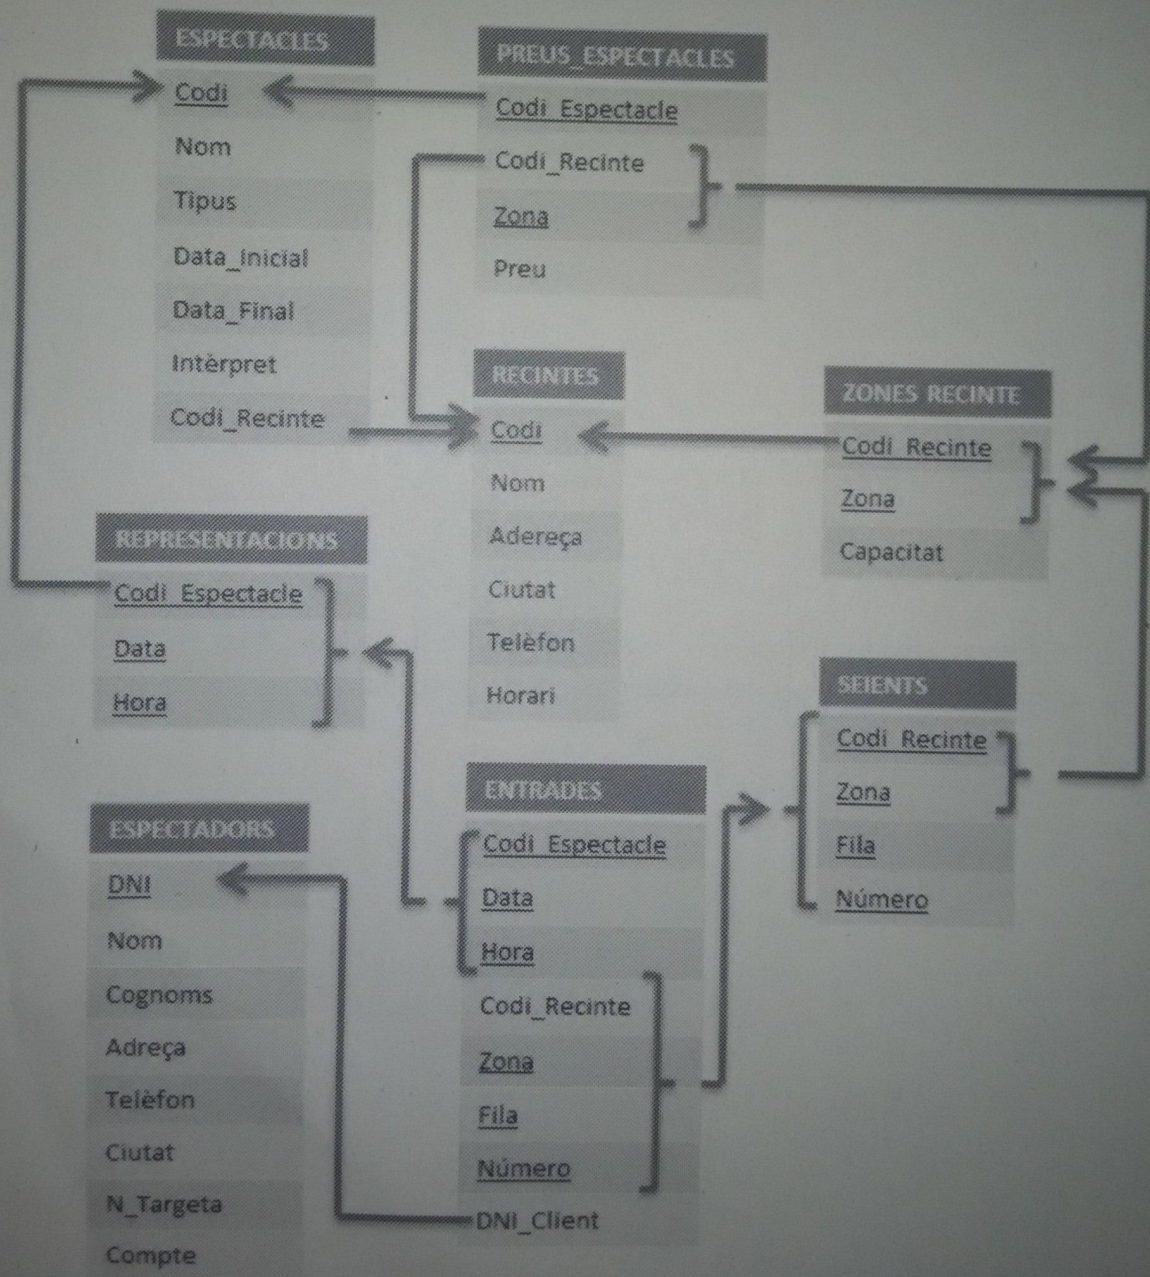 ESPECTACLES
Codi
Nom
Tipus
Data_Inicial
Data_Final
Intèrpret
Codi_Recinte
PREUS_ESPECTACLES
Codi_Espectacle
Codi_Recinte
Zona
Preu
RECINTES
Codi
Nom
Adereça
Ciutat
Telèfon
Horari
ZONES RECINTE
Codi_Recinte
Zona
Capacitat
REPRESENTACIONS
Codi_Espectacle
Data
Hora
SEIENTS
Codi_Recinte
Zona
Fila
Número
ENTRADES
Codi_Espectacle
Data
Hora
Codi_Recinte
Zona
Fila
Número
DNI_Client
ESPECTADORS
DNI
Nom
Cognoms
Adreça
Telèfon
Ciutat
N_Targeta
Compte